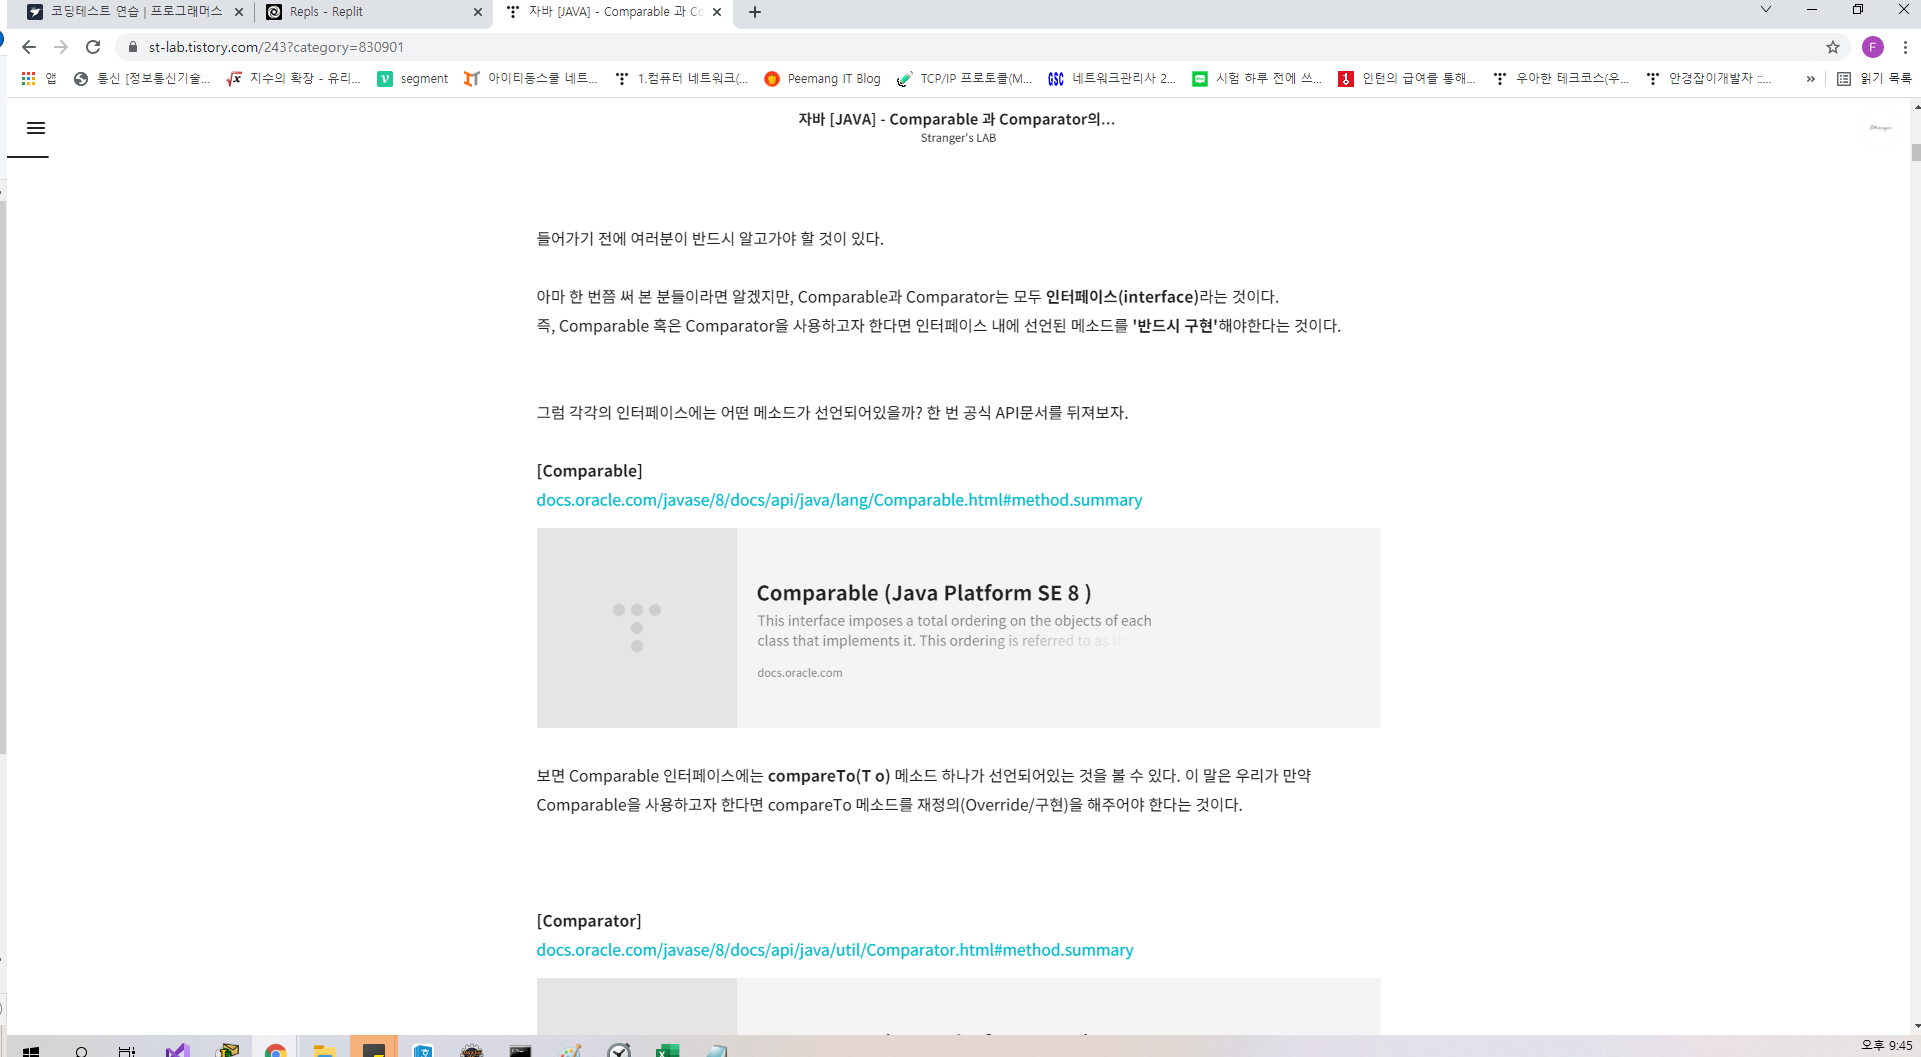 코딩테스트 연습 | 프로그래머스
Repls - Replit
자바 [JAVA] - Comparable 과 Co
st-lab.tistory.com/243?category=830901
F
앱
통신 [정보통신기술...
지수의 확장 - 유리...
segment
아이티동스쿨 네트...
1.컴퓨터 네트워크(...
Peemang IT Blog
TCP/IP 프로토콜(M...
네트워크관리사 2...
시험 하루 전에 쓰...
인턴의 급여를 통해...
우아한 테크코스(우...
안경잡이개발자 ::...
»
읽기 목록
자바 [JAVA] - Comparable 과 Comparator의...
Stranger's LAB
들어가기 전에 여러분이 반드시 알고가야 할 것이 있다.
아마 한 번쯤 써 본 분들이라면 알겠지만, Comparable과 Comparator는 모두 인터페이스(interface)라는 것이다.
즉, Comparable 혹은 Comparator을 사용하고자 한다면 인터페이스 내에 선언된 메소드를 '반드시 구현'해야한다는 것이다.
그럼 각각의 인터페이스에는 어떤 메소드가 선언되어있을까? 한 번 공식 API문서를 뒤져보자.
[Comparable]
docs.oracle.com/javase/8/docs/api/java/lang/Comparable.html#method.summary
Comparable (Java Platform SE 8 )
This interface imposes a total ordering on the objects of each
class that implements it. This ordering is referred to as the
docs.oracle.com
보면 Comparable 인터페이스에는 compareTo(T o) 메소드 하나가 선언되어있는 것을 볼 수 있다. 이 말은 우리가 만약
Comparable을 사용하고자 한다면 compareTo 메소드를 재정의(Override/구현)을 해주어야 한다는 것이다.
[Comparator]
docs.oracle.com/javase/8/docs/api/java/util/Comparator.html#method.summary
오후 9:45